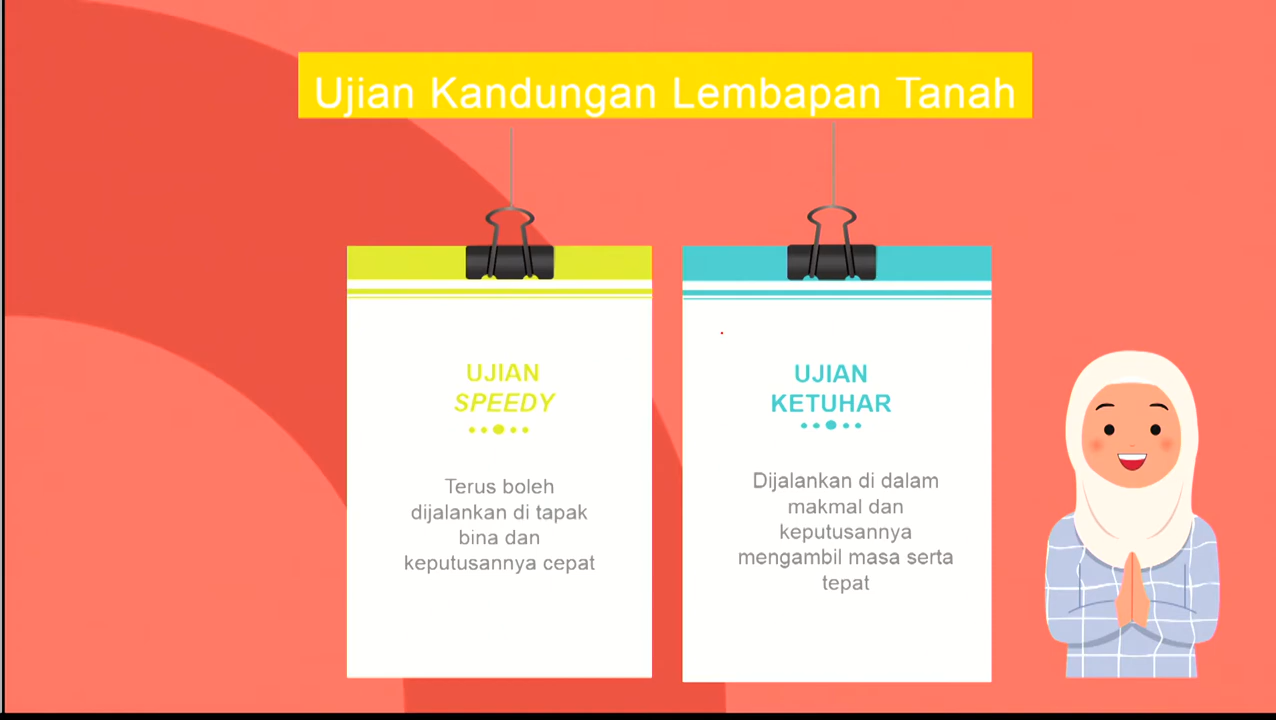 Ujian Kandungan Lembapan Tanah
UJIAN
SPEEDY
Terus boleh
dijalankan di tapak
bina dan
keputusannya cepat
UJIAN
KETUHAR
Dijalankan di dalam
makmal dan
keputusannya
mengambil masa serta
tepat